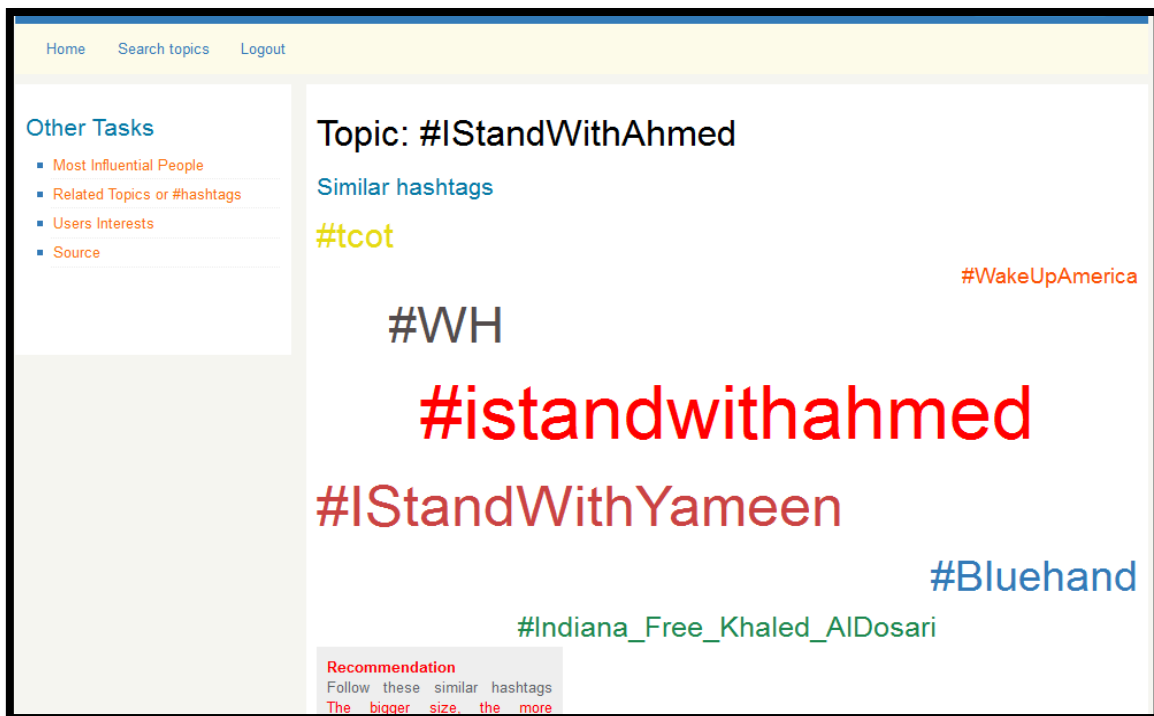 Home Search topics Logout
Other Tasks
Most Influential People
Related Topics or #hashtags
Users Interests
Source
Topic: #IStandWithAhmed
Similar hashtags
#tcot
#WakeUpAmerica
#WH
#istandwithahmed
#IStandWithYameen
#Bluehand
#Indiana_Free_Khaled_AlDosari
Recommendation
Follow these similar hashtags
The bigger size, the more